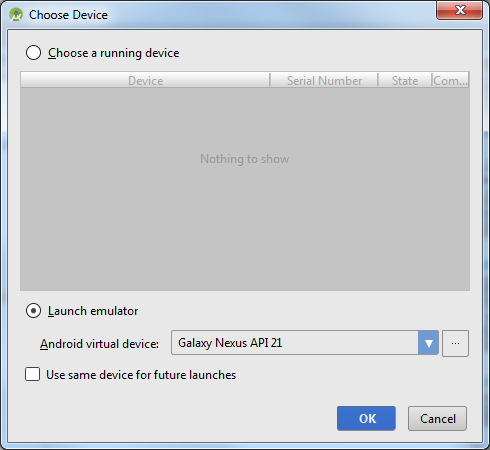 Choose Device
Choose a running device
Device Serial Number State Com...
Nothing to show
Launch emulator
Android virtual device: Galaxy Nexus API 21 ...
Use same device for future launches
OK Cancel